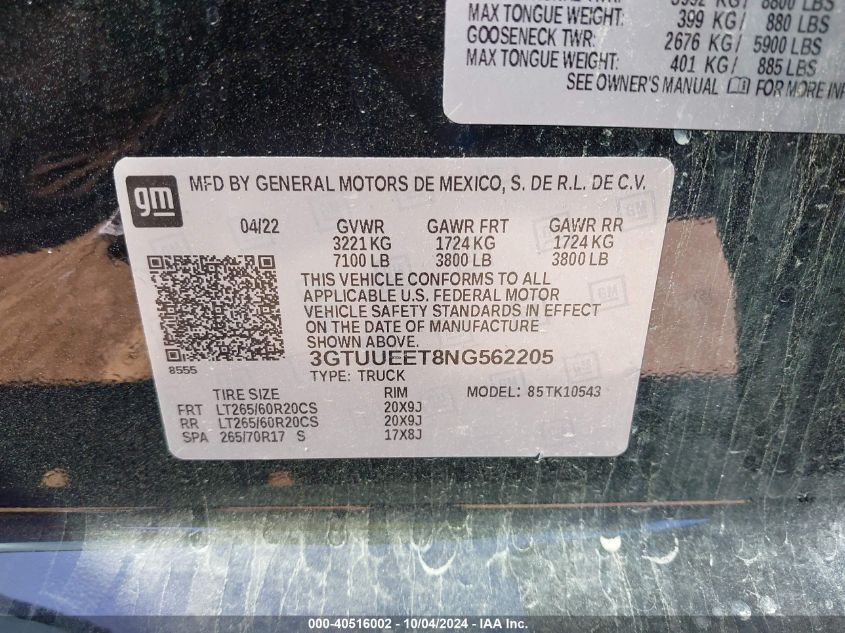 8800 LBS
MAX TONGUE WEIGHT: 399 KG/ 880 LBS
GOOSENECK TWR: 2676 KG/ 5900 LBS
MAX TONGUE WEIGHT: 401 KG/ 885 LBS
SEE OWNER'S MANUAL FOR MORE
gm
MFD BY GENERAL MOTORS DE MEXICO, S. DE R.L. DE C.V.
04/22 GVWR GAWR FRT GAWR RR
3221 KG 1724 KG 1724 KG
7100 LB 3800 LB 3800 LB
THIS VEHICLE CONFORMS TO ALL
APPLICABLE U.S. FEDERAL MOTOR
VEHICLE SAFETY STANDARDS IN EFFECT
ON THE DATE OF MANUFACTURE
SHOWN ABOVE.
3GTUUEET8NG562205
8555
TYPE: TRUCK
TIRE SIZE RIM MODEL: 85TK10543
FRT LT265/60R20CS 20X9J
RR LT265/60R20CS 20X9J
SPA 265/70R17 S 17X8J
000-40516002 - 10/04/2024 - IAA Inc.